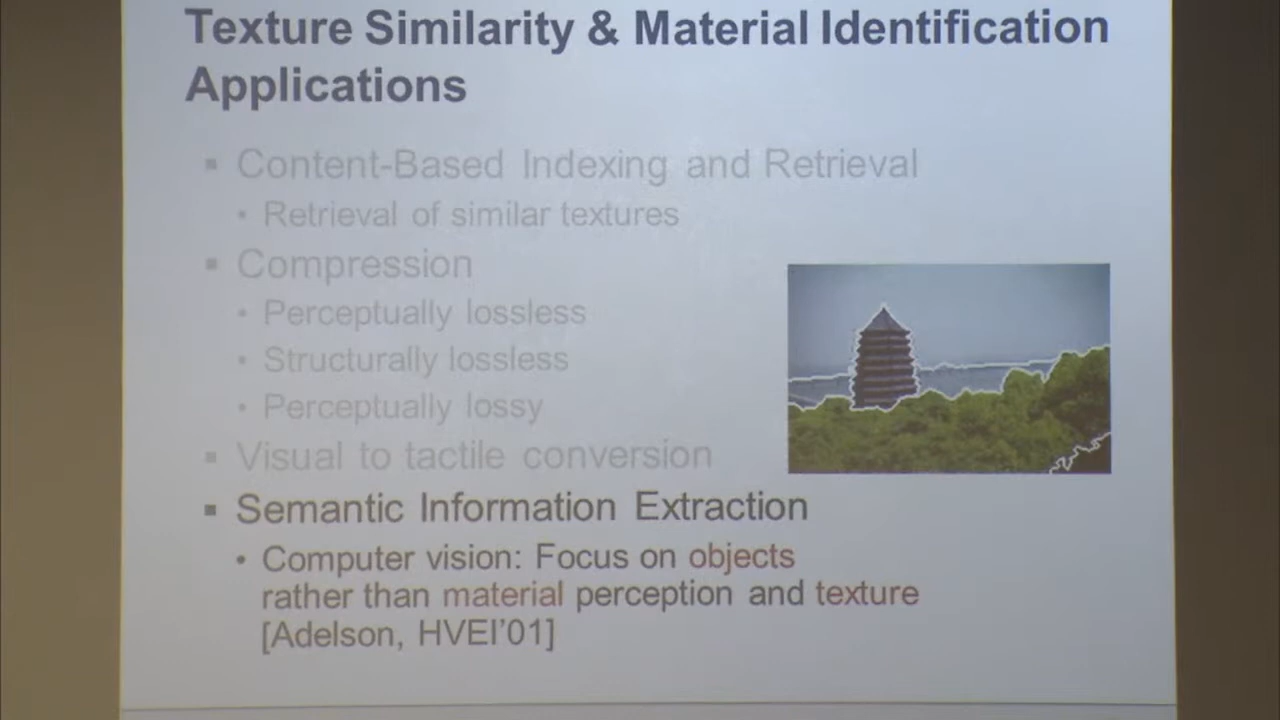 Texture Similarity & Material Identification
Applications
▪ Content-Based Indexing and Retrieval
• Retrieval of similar textures
▪ Compression
• Perceptually lossless
• Structurally lossless
• Perceptually lossy
▪ Visual to tactile conversion
▪ Semantic Information Extraction
• Computer vision: Focus on objects
rather than material perception and texture
[Adelson, HVEI'01]